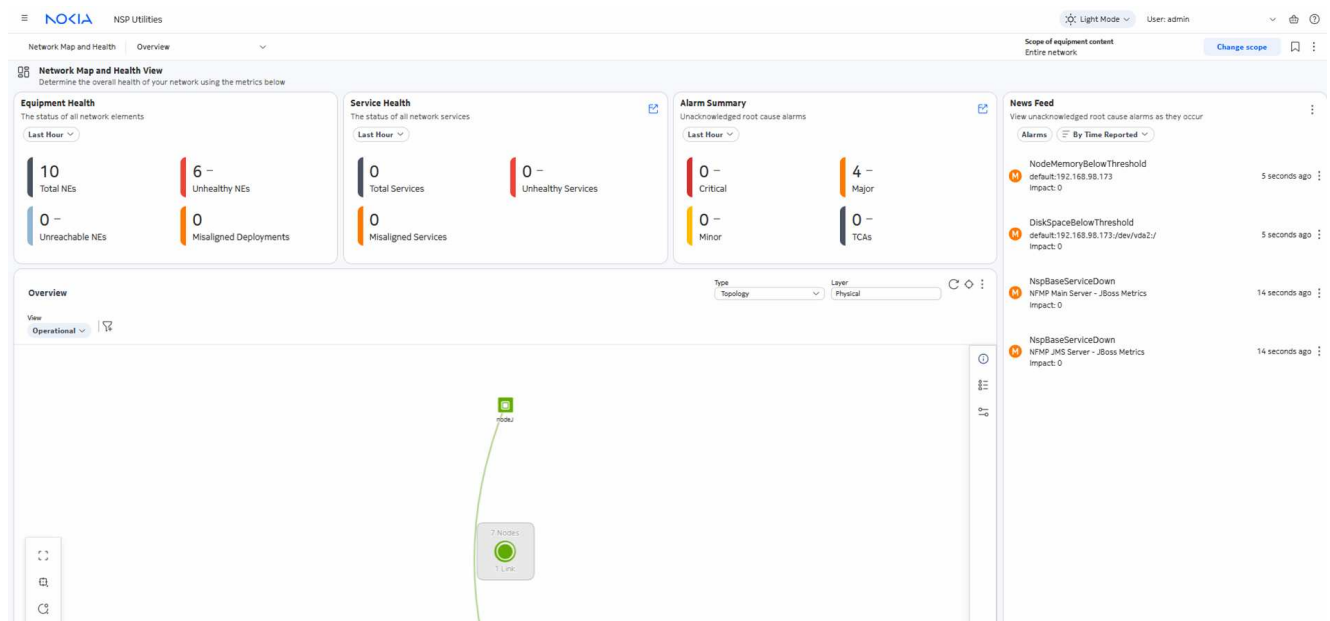 NOKIA NSP Utilities Light Mode User: admin
Network Map and Health Overview
Scope of equipment content
Entire network
Change scope
Network Map and Health View
Determine the overall health of your network using the metrics below
Equipment Health
The status of all network elements
Last Hour
10
Total NEs
6 –
Unhealthy NEs
0 –
Unreachable NEs
0
Misaligned Deployments
Service Health
The status of all network services
Last Hour
0
Total Services
0 –
Unhealthy Services
0
Misaligned Services
Alarm Summary
Unacknowledged root cause alarms
Last Hour
0 –
Critical
4 –
Major
0 –
Minor
0 –
TCAs
News Feed
View unacknowledged root cause alarms as they occur
Alarms By Time Reported
NodeMemoryBelowThreshold
M default:192.168.98.173 5 seconds ago
Impact: 0
DiskSpaceBelowThreshold
M default:192.168.98.173:/dev/vda2:/ 5 seconds ago
Impact: 0
NspBaseServiceDown
M NFMP Main Server - JBoss Metrics 14 seconds ago
Impact: 0
NspBaseServiceDown
M NFMP JMS Server - JBoss Metrics 14 seconds ago
Impact: 0
Overview
Type
Topology
Layer
Physical
View
Operational
nodeJ
7 Nodes
1 Link